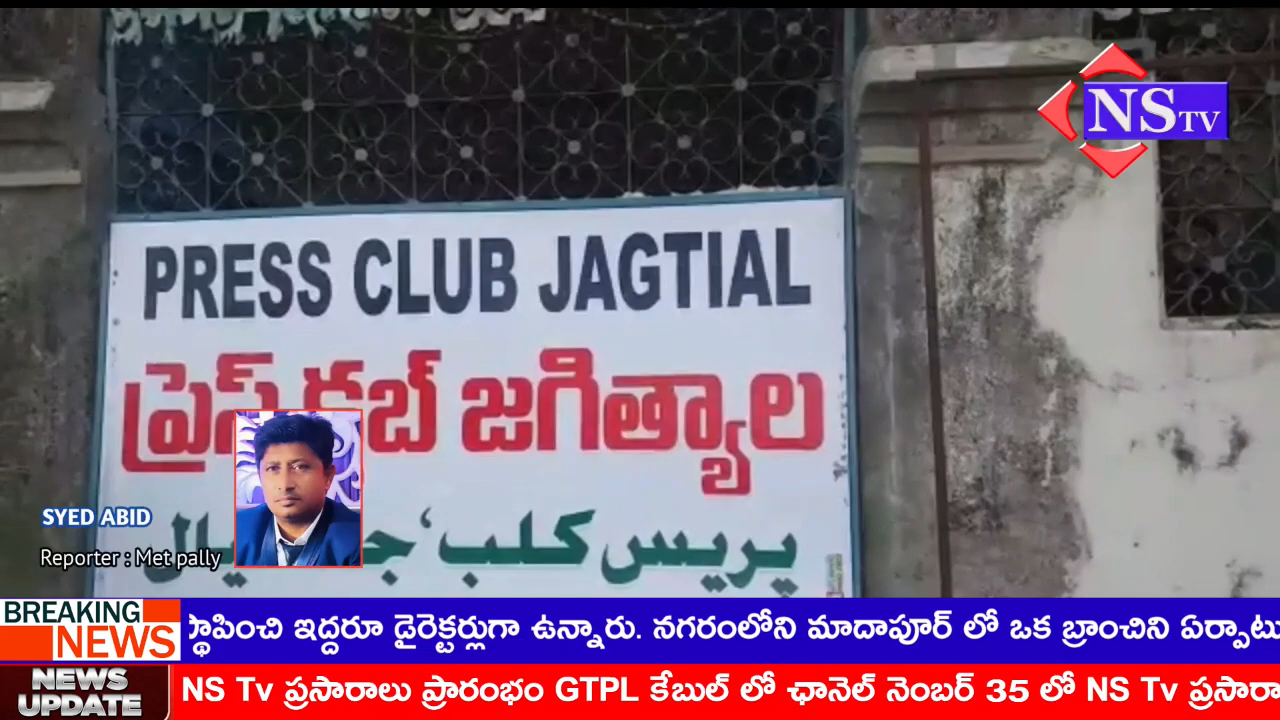 NS TV
PRESS CLUB JAGTIAL
ప్రెస్ క్లబ్ జగిత్యాల
پریس کلب
SYED ABID
Reporter : Met pally
BREAKING NEWS
స్థాపించి ఇద్దరూ డైరెక్టర్లుగా ఉన్నారు. నగరంలోని మాదాపూర్ లో ఒక బ్రాంచిని ఏర్పాటు
NEWS UPDATE
NS Tv ప్రసారాలు ప్రారంభం GTPL కేబుల్ లో ఛానెల్ నెంబర్ 35 లో NS Tv ప్రసారా